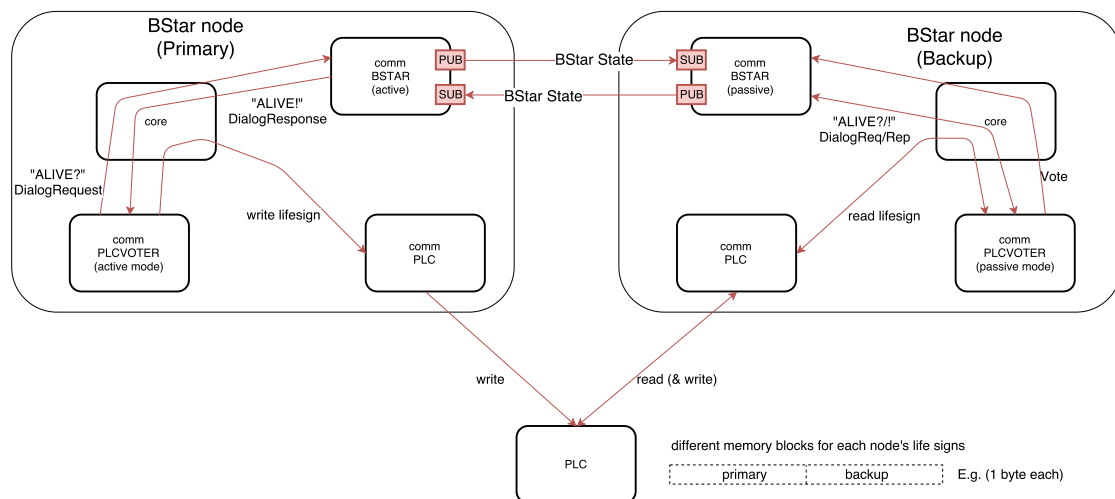 BStar node
(Primary)
BStar node
(Backup)
comm
BSTAR
(active)
PUB
SUB
BStar State
BStar State
SUB
PUB
comm
BSTAR
(passive)
core
"ALIVE!"
DialogResponse
"ALIVE?/!"
DialogReq/Rep
core
"ALIVE?"
DialogRequest
Vote
write lifesign
read lifesign
comm
PLCVOTER
(active mode)
comm
PLC
comm
PLC
comm
PLCVOTER
(passive mode)
write
read (& write)
PLC
different memory blocks for each node's life signs
primary
backup
E.g. (1 byte each)